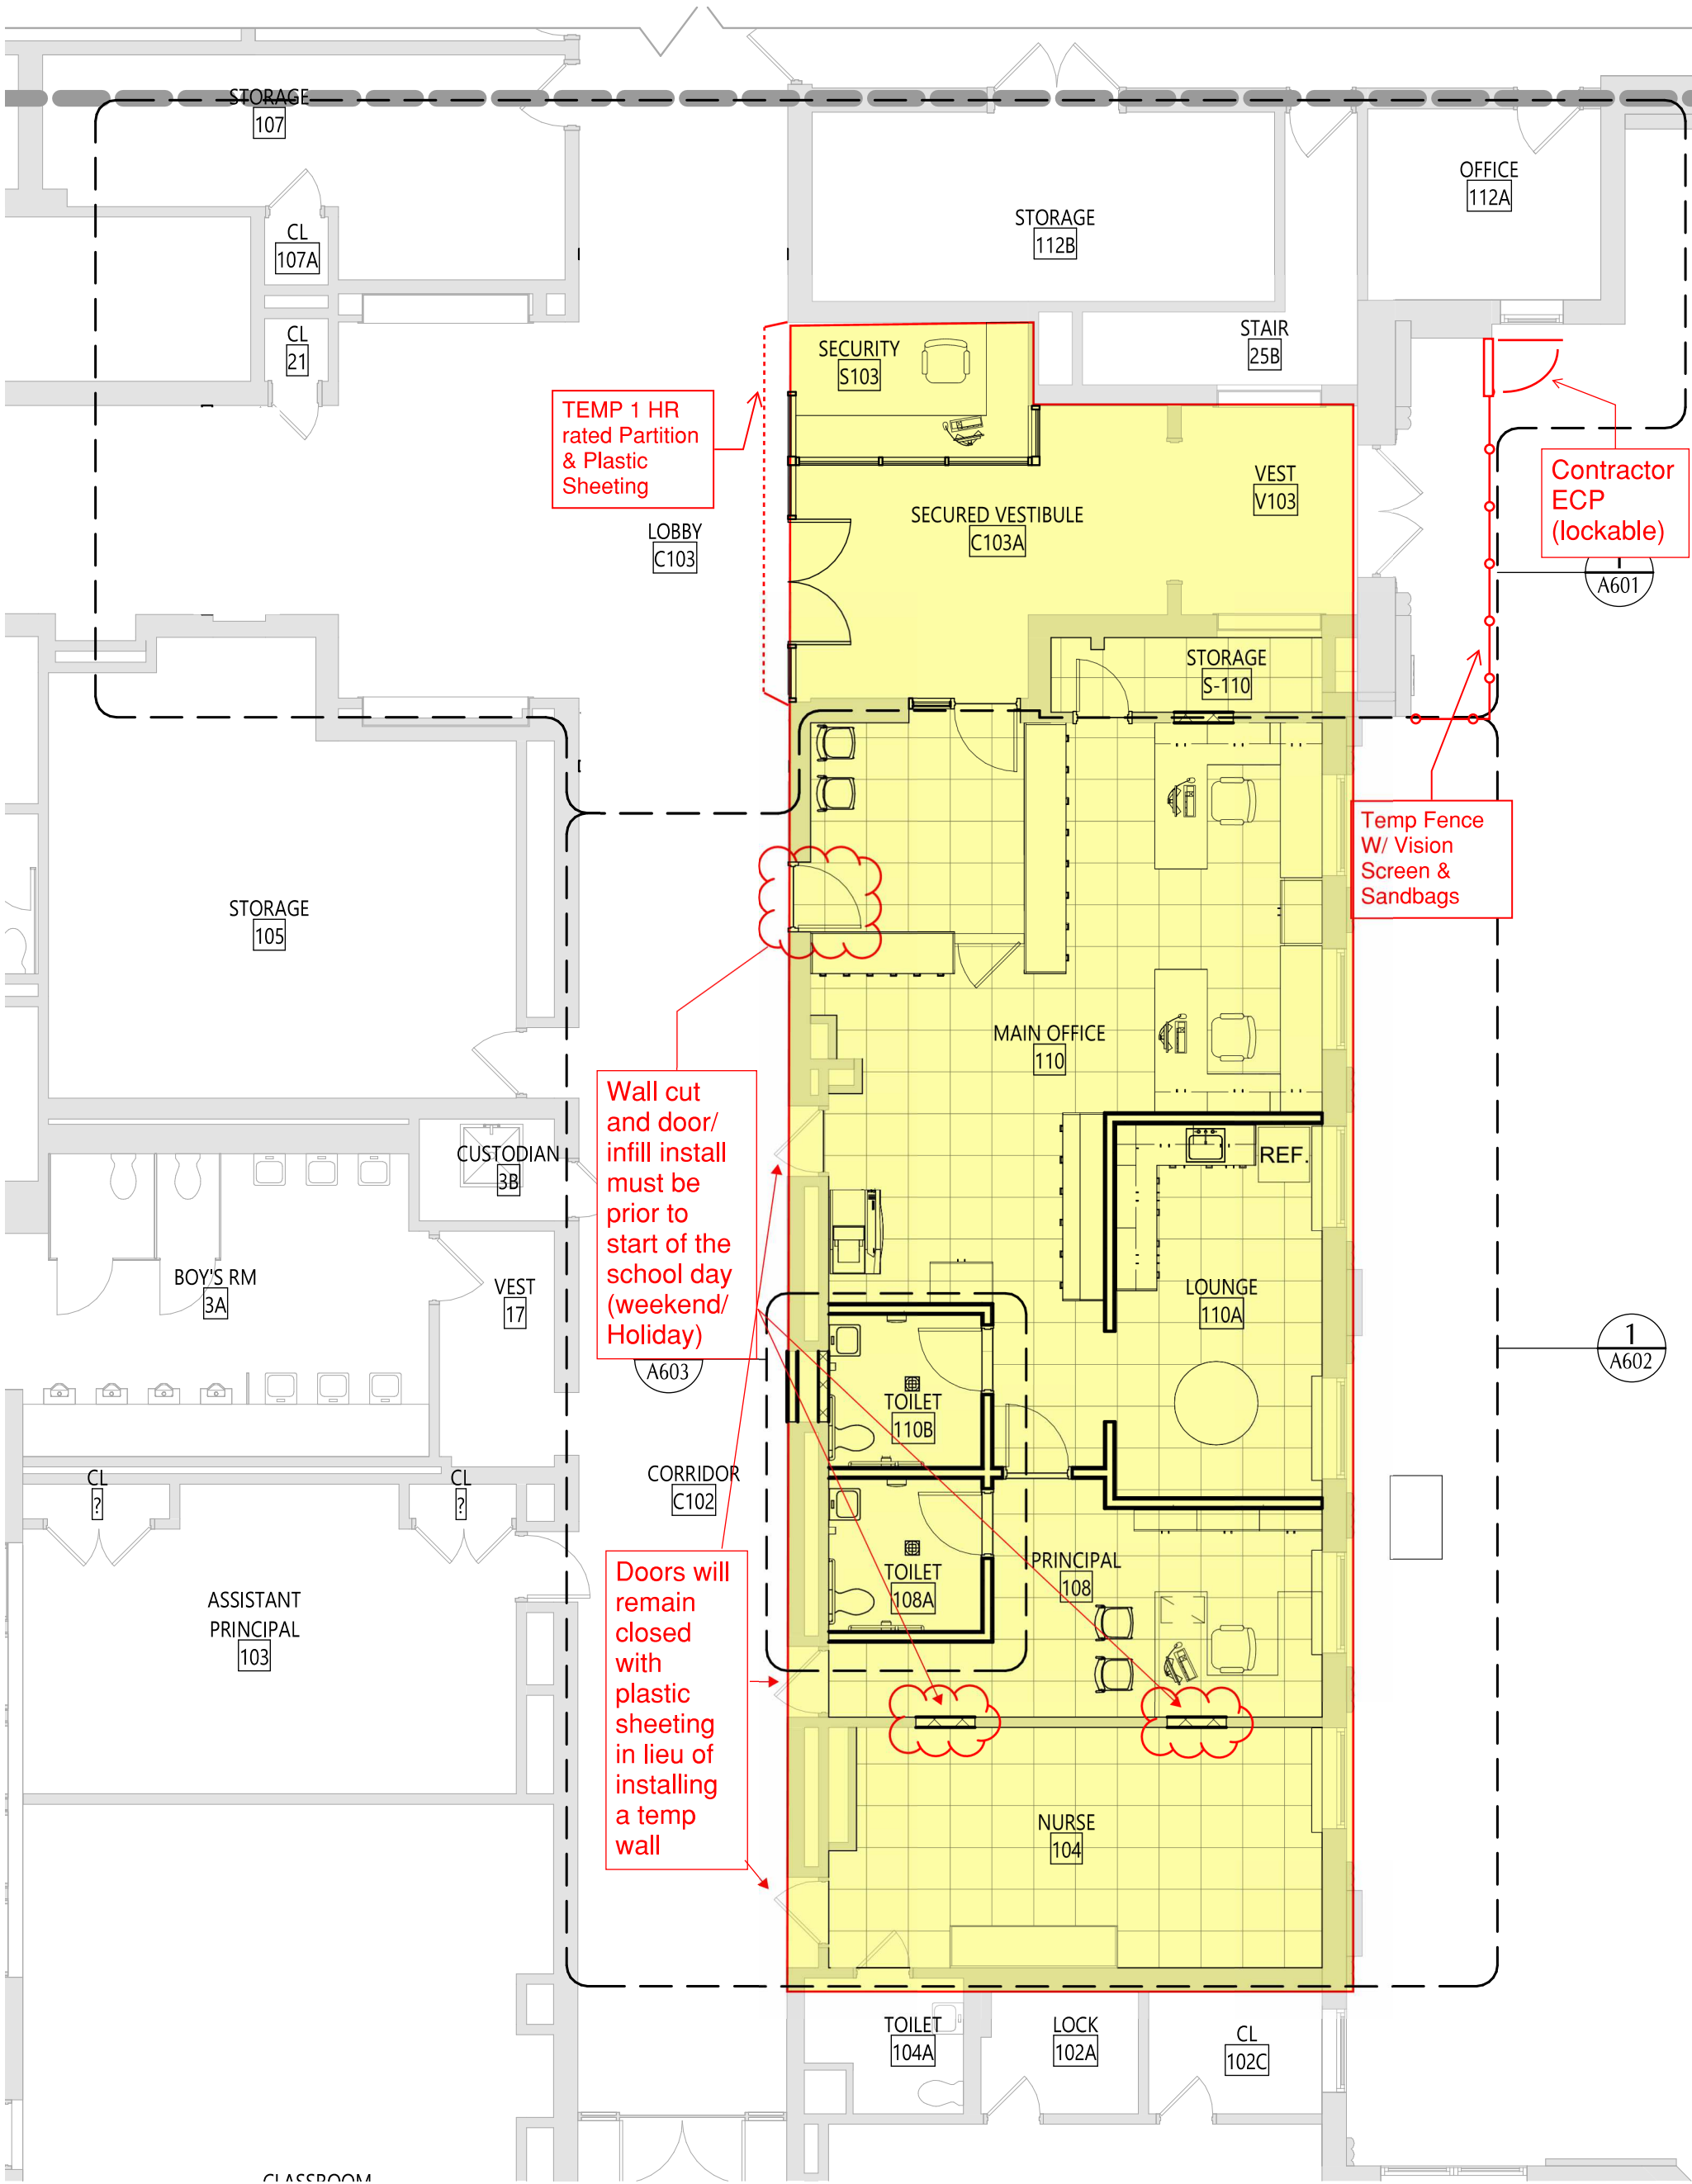 STORAGE
107
CL
107A
CL
21
STORAGE
112B
OFFICE
112A
STAIR
25B
SECURITY
S103
TEMP 1 HR
rated Partition
& Plastic
Sheeting
LOBBY
C103
SECURED VESTIBULE
C103A
VEST
V103
Contractor
ECP
(lockable)
A601
STORAGE
S-110
Temp Fence
W/ Vision
Screen &
Sandbags
STORAGE
105
MAIN OFFICE
110
Wall cut
and door/
infill install
must be
prior to
start of the
school day
(weekend/
Holiday)
CUSTODIAN
3B
REF.
BOY'S RM
3A
VEST
17
LOUNGE
110A
1
A602
A603
TOILET
110B
CL
?
CL
?
CORRIDOR
C102
Doors will
remain
closed
with
plastic
sheeting
in lieu of
installing
a temp
wall
TOILET
108A
PRINCIPAL
108
ASSISTANT
PRINCIPAL
103
NURSE
104
TOILET
104A
LOCK
102A
CL
102C
CLASSROOM